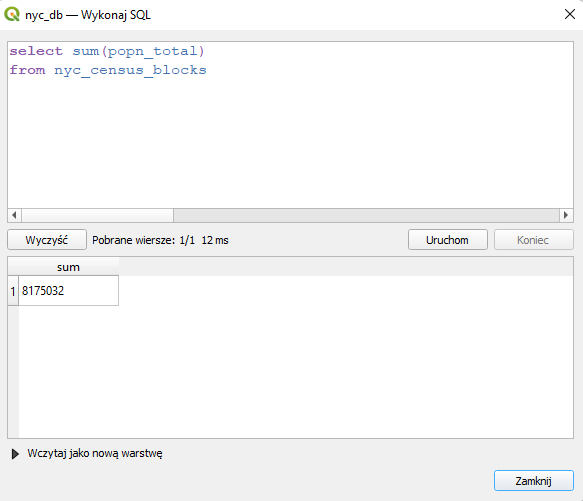 nyc_db — Wykonaj SQL
select sum(popn_total)
from nyc_census_blocks
Wyczyść Pobrane wiersze: 1/1 12 ms Uruchom Koniec
sum
1 8175032
Wczytaj jako nową warstwę
Zamknij